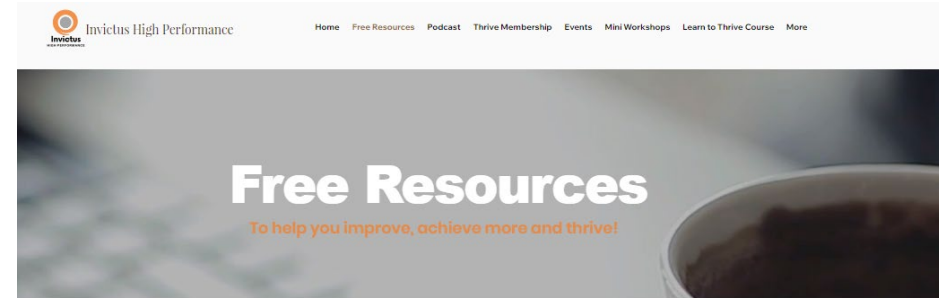 Invictus
HIGH PERFORMANCE
Invictus High Performance
Home Free Resources Podcast Thrive Membership Events Mini Workshops Learn to Thrive Course More
Free Resources
To help you improve, achieve more and thrive!